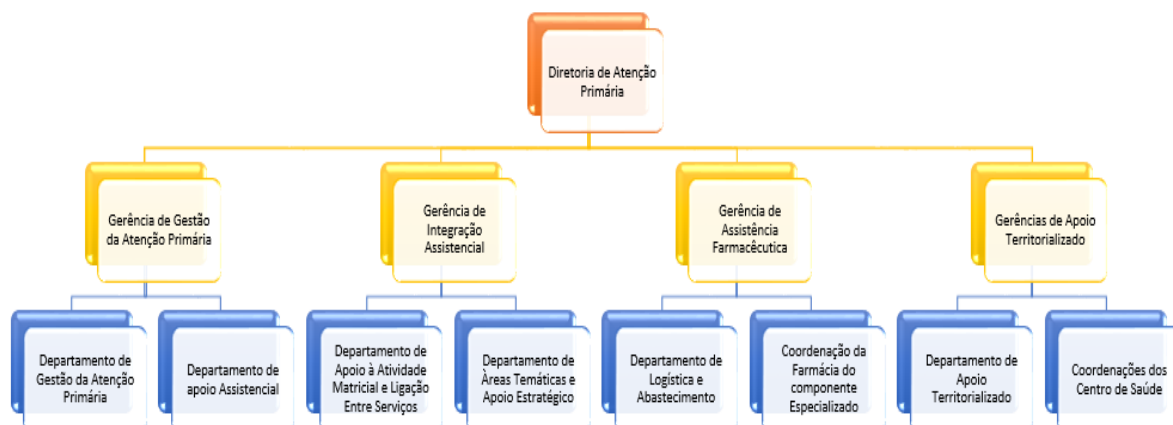 Diretoria de Atenção
Primária
Gerência de Gestão
da Atenção Primária
Gerência de
Integração
Assistencial
Gerência de
Assistência
Farmacêcutica
Gerências de Apoio
Territorializado
Departamento de
Gestão da Atenção
Primária
Departamento de
apoio Assistencial
Departamento de
Apoio à Atividade
Matricial e Ligação
Entre Serviços
Departamento de
Àreas Temáticas e
Apoio Estratégico
Departamento de
Logística e
Abastecimento
Coordenação da
Farmácia do
componente
Especializado
Departamento de
Apoio
Territorializado
Coordenações dos
Centro de Saúde